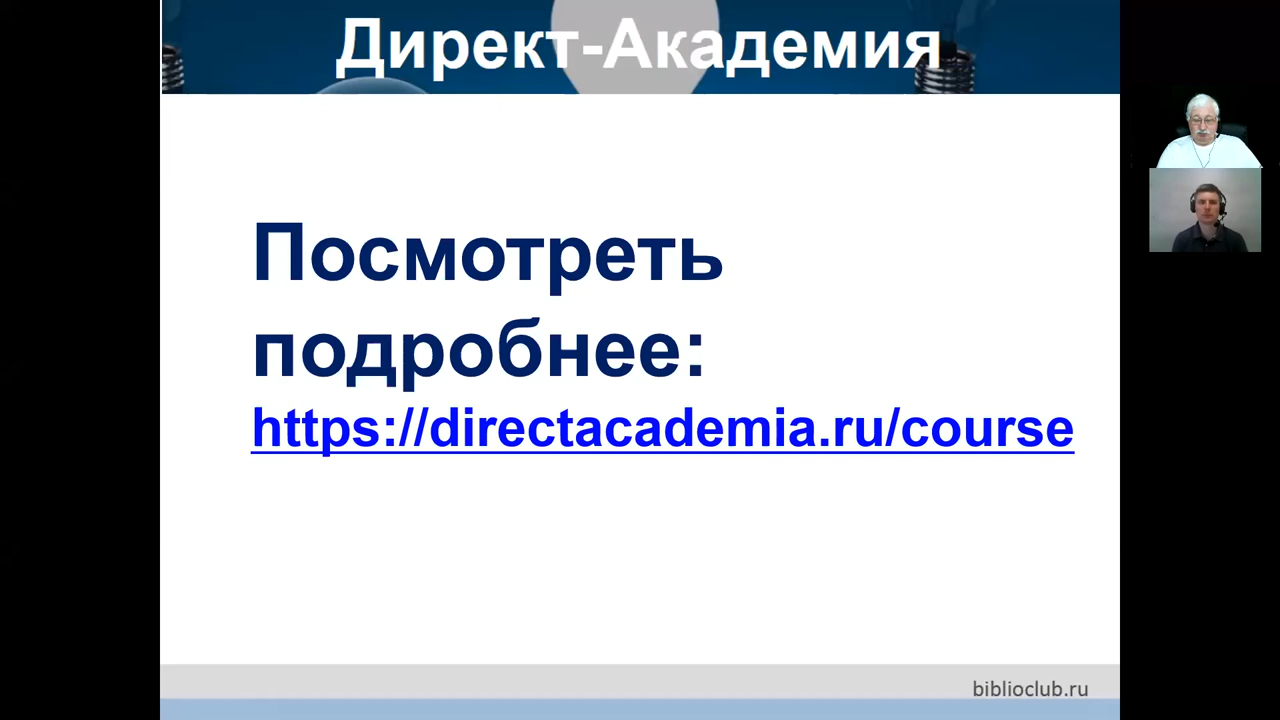 Директ-Академия
Посмотреть
подробнее:
https://directacademia.ru/course
biblioclub.ru